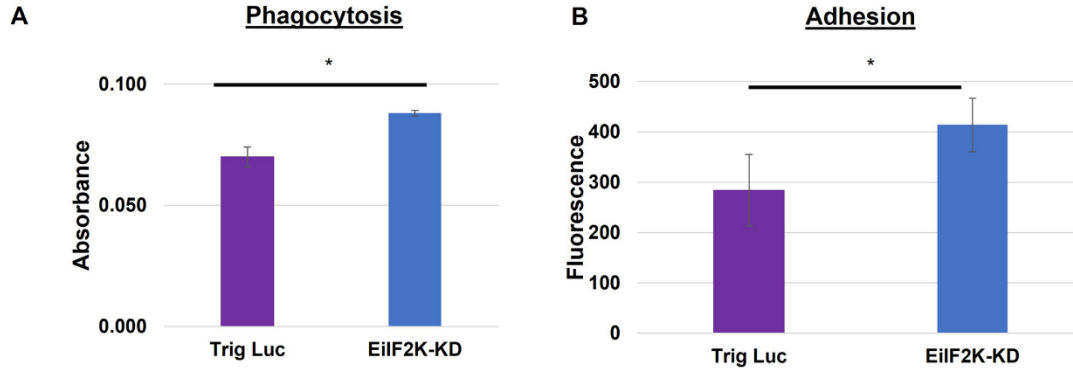 A
Phagocytosis
*
0.100
0.050
0.000
Absorbance
Trig Luc
EiIF2K-KD
B
Adhesion
*
500
400
300
200
100
0
Fluorescence
Trig Luc
EiIF2K-KD